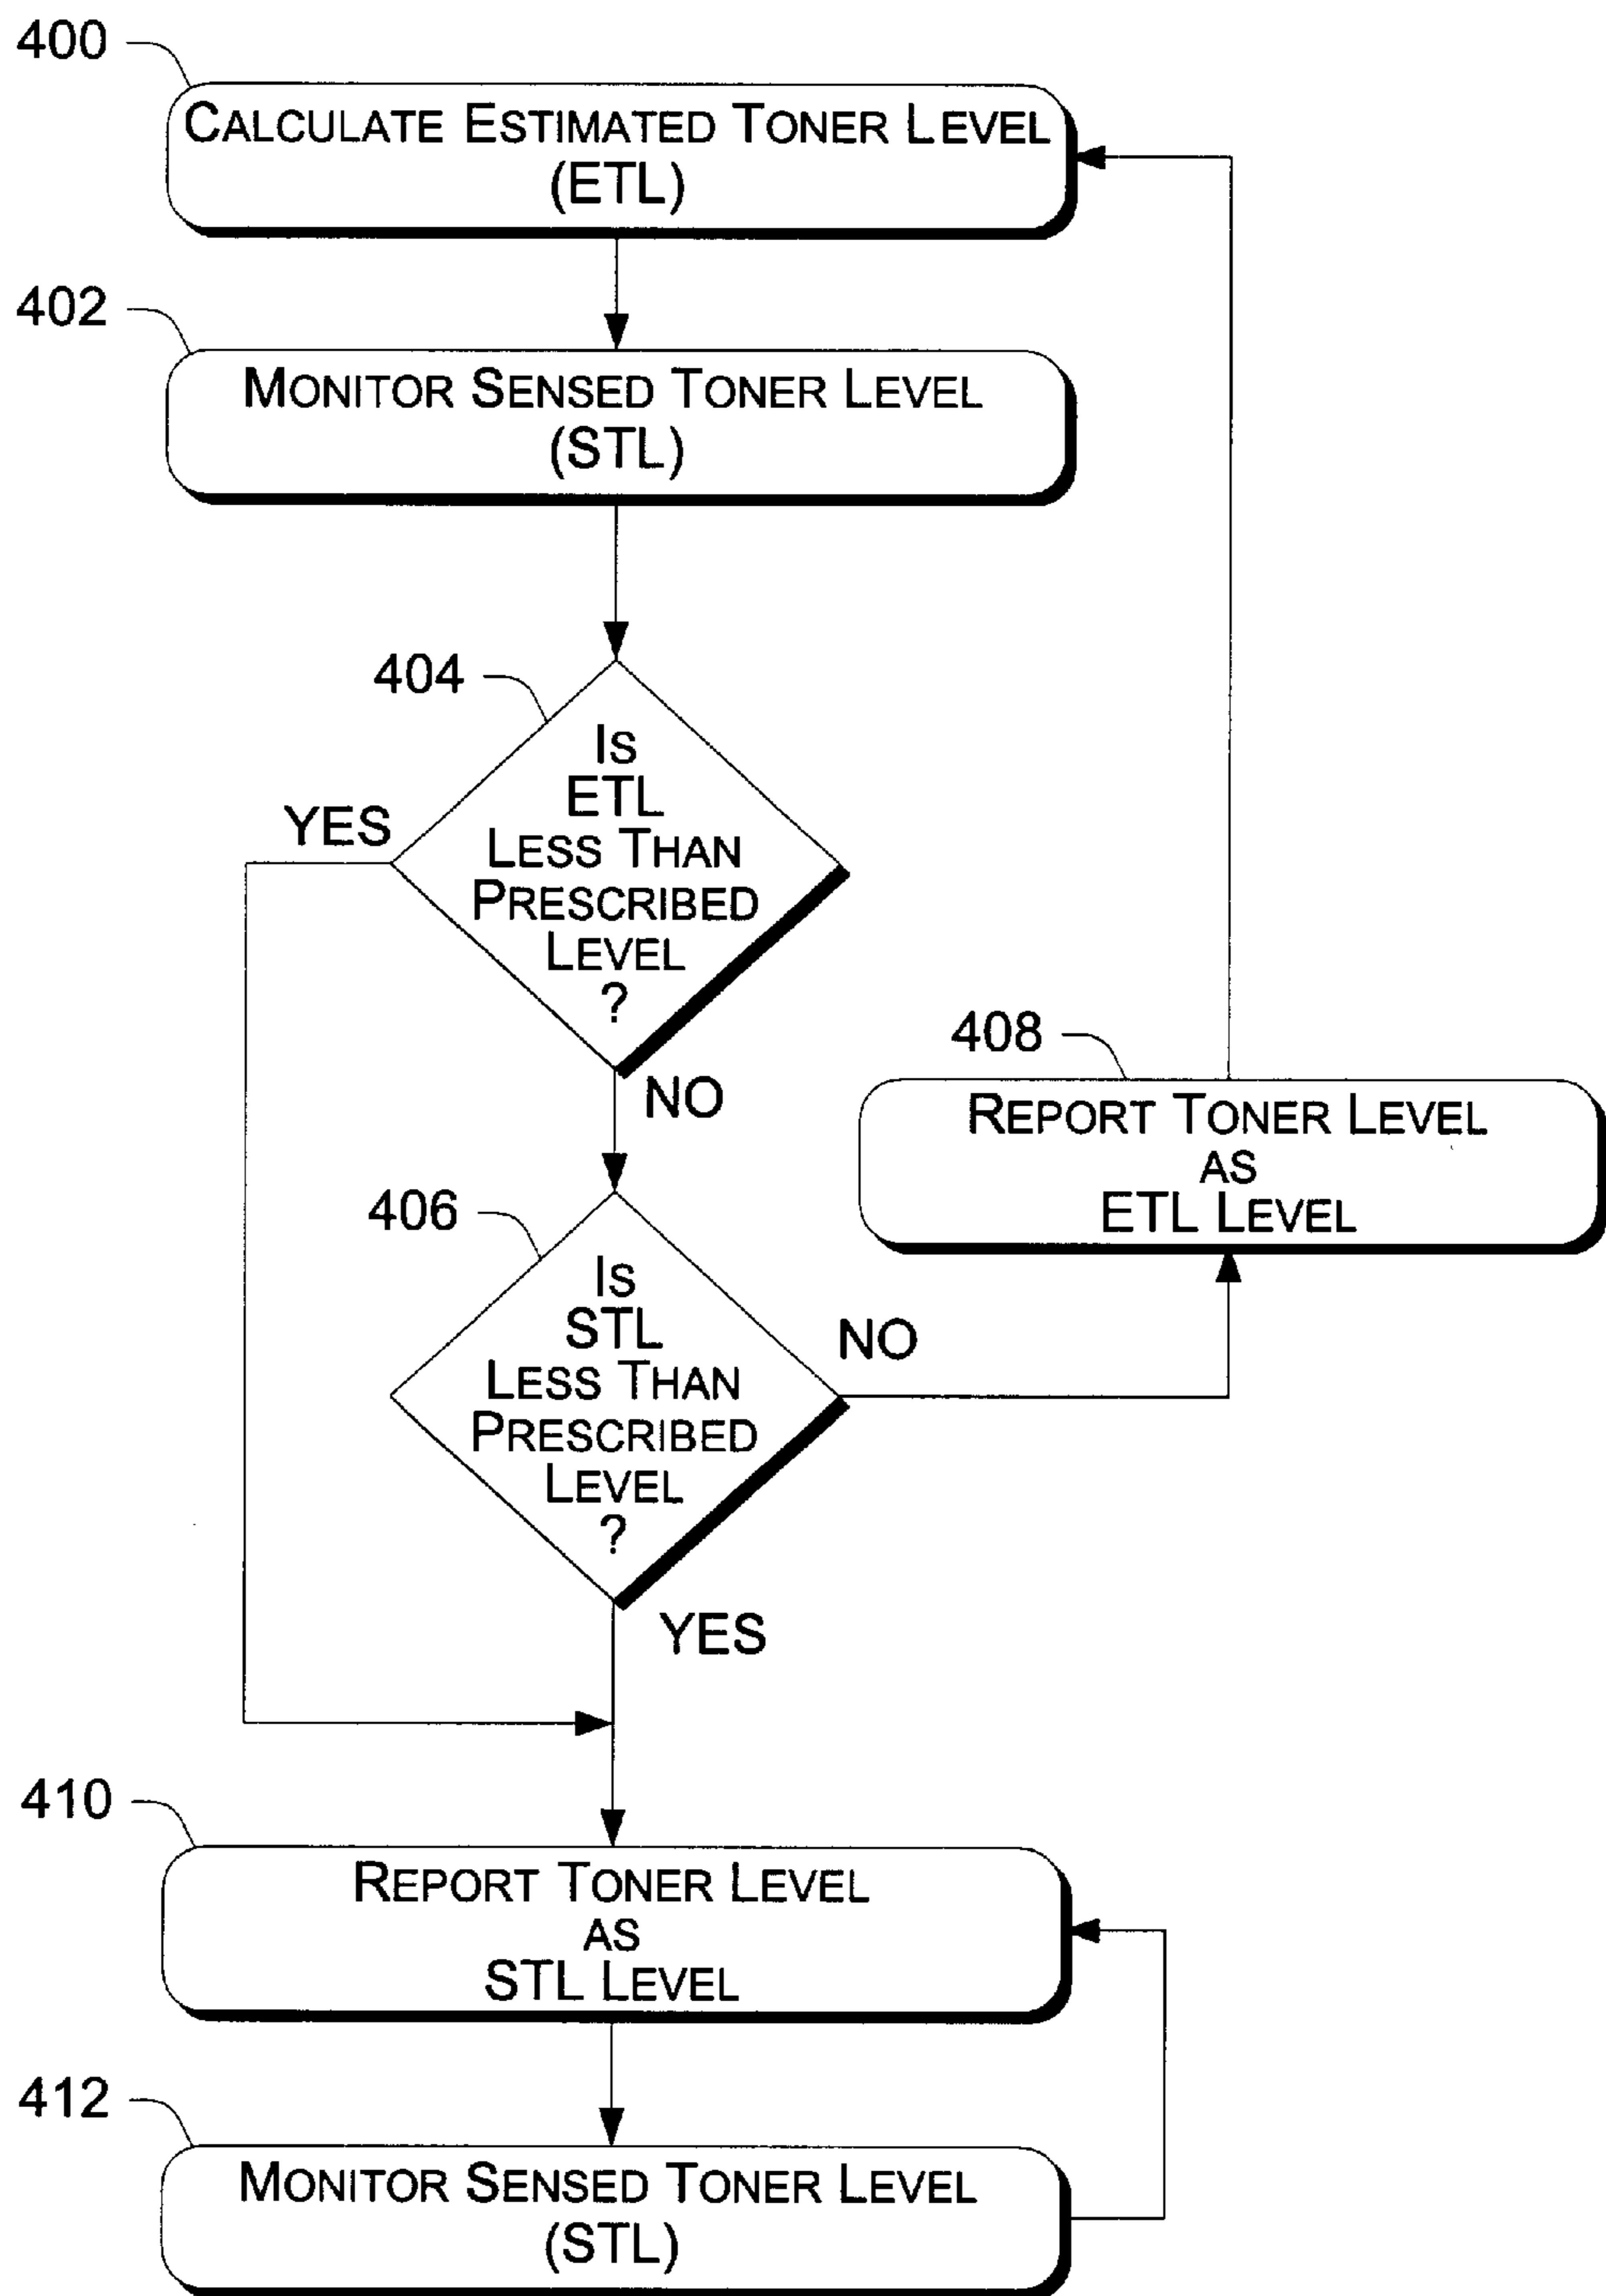 400
CALCULATE ESTIMATED TONER LEVEL
(ETL)
402
MONITOR SENSED TONER LEVEL
(STL)
404
IS
ETL
LESS THAN
PRESCRIBED
LEVEL
?
YES
NO
408
REPORT TONER LEVEL
AS
ETL LEVEL
406
IS
STL
LESS THAN
PRESCRIBED
LEVEL
?
NO
YES
410
REPORT TONER LEVEL
AS
STL LEVEL
412
MONITOR SENSED TONER LEVEL
(STL)